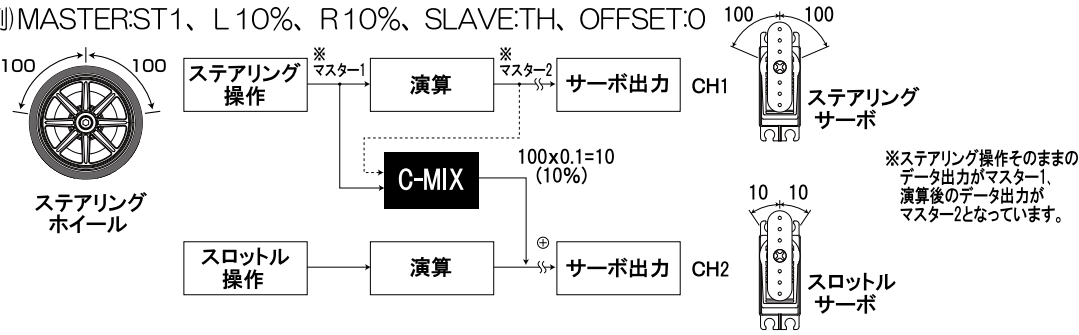 )MASTER:ST1、L10%、R10%、SLAVE:TH、OFFSET:0
100 100
ステアリング
ホイール
ステアリング
操作
※
マスター1
演算
※
マスター2
サーボ出力
CH1
100 100
ステアリング
サーボ
C-MIX
100x0.1=10
(10%)
※ステアリング操作そのままの
データ出力がマスター1、
演算後のデータ出力が
マスター2となっています。
スロットル
操作
演算
⊕
サーボ出力
CH2
10 10
スロットル
サーボ